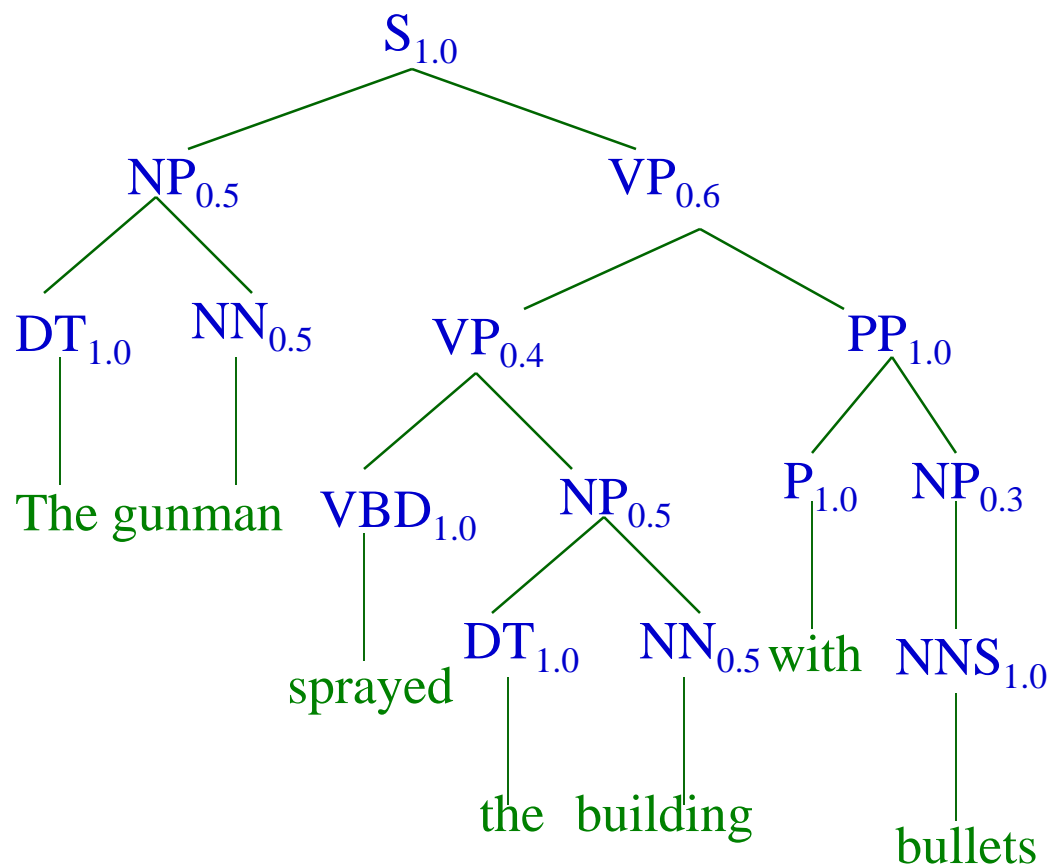 S1.0
NP0.5 VP0.6
DT1.0 NN0.5 VP0.4 PP1.0
The gunman VBD1.0 NP0.5 P1.0 NP0.3
sprayed DT1.0 NN0.5 with NNS1.0
the building bullets